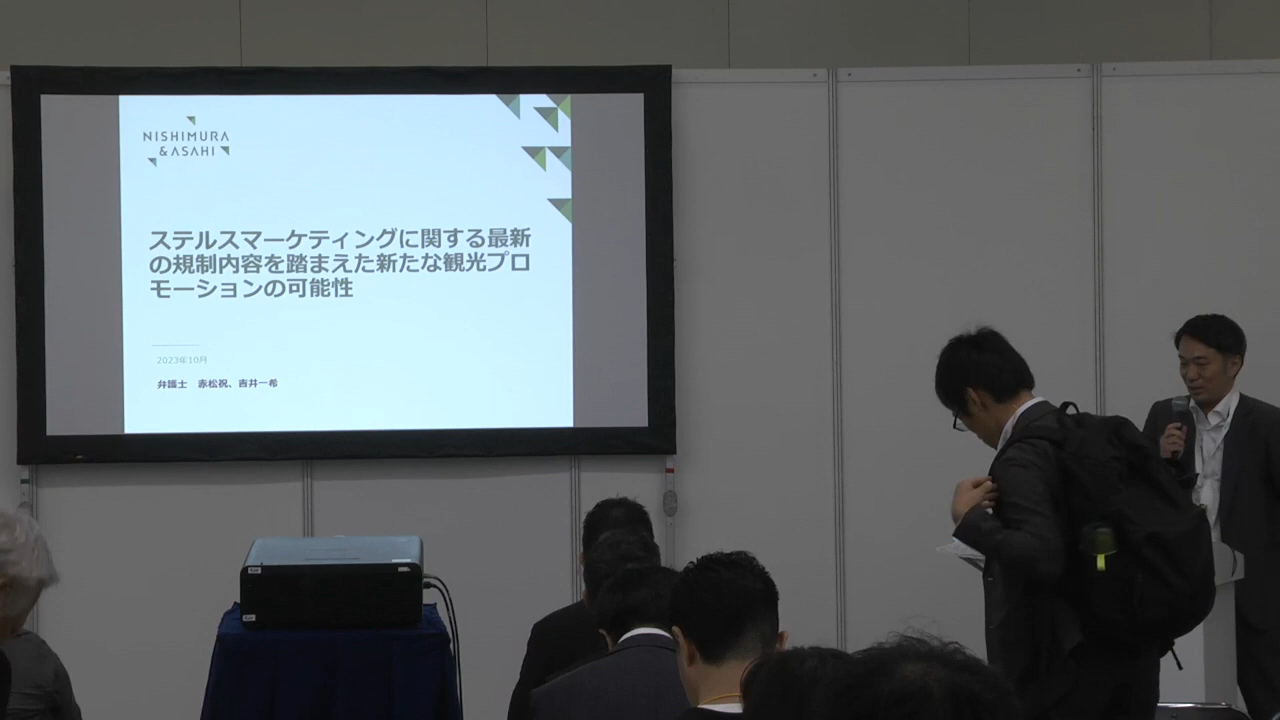 NISHIMURA
& ASAHI
ステルスマーケティングに関する最新
の規制内容を踏まえた新たな観光プロ
モーションの可能性
2023年10月
弁護士 赤松祝、吉井一希